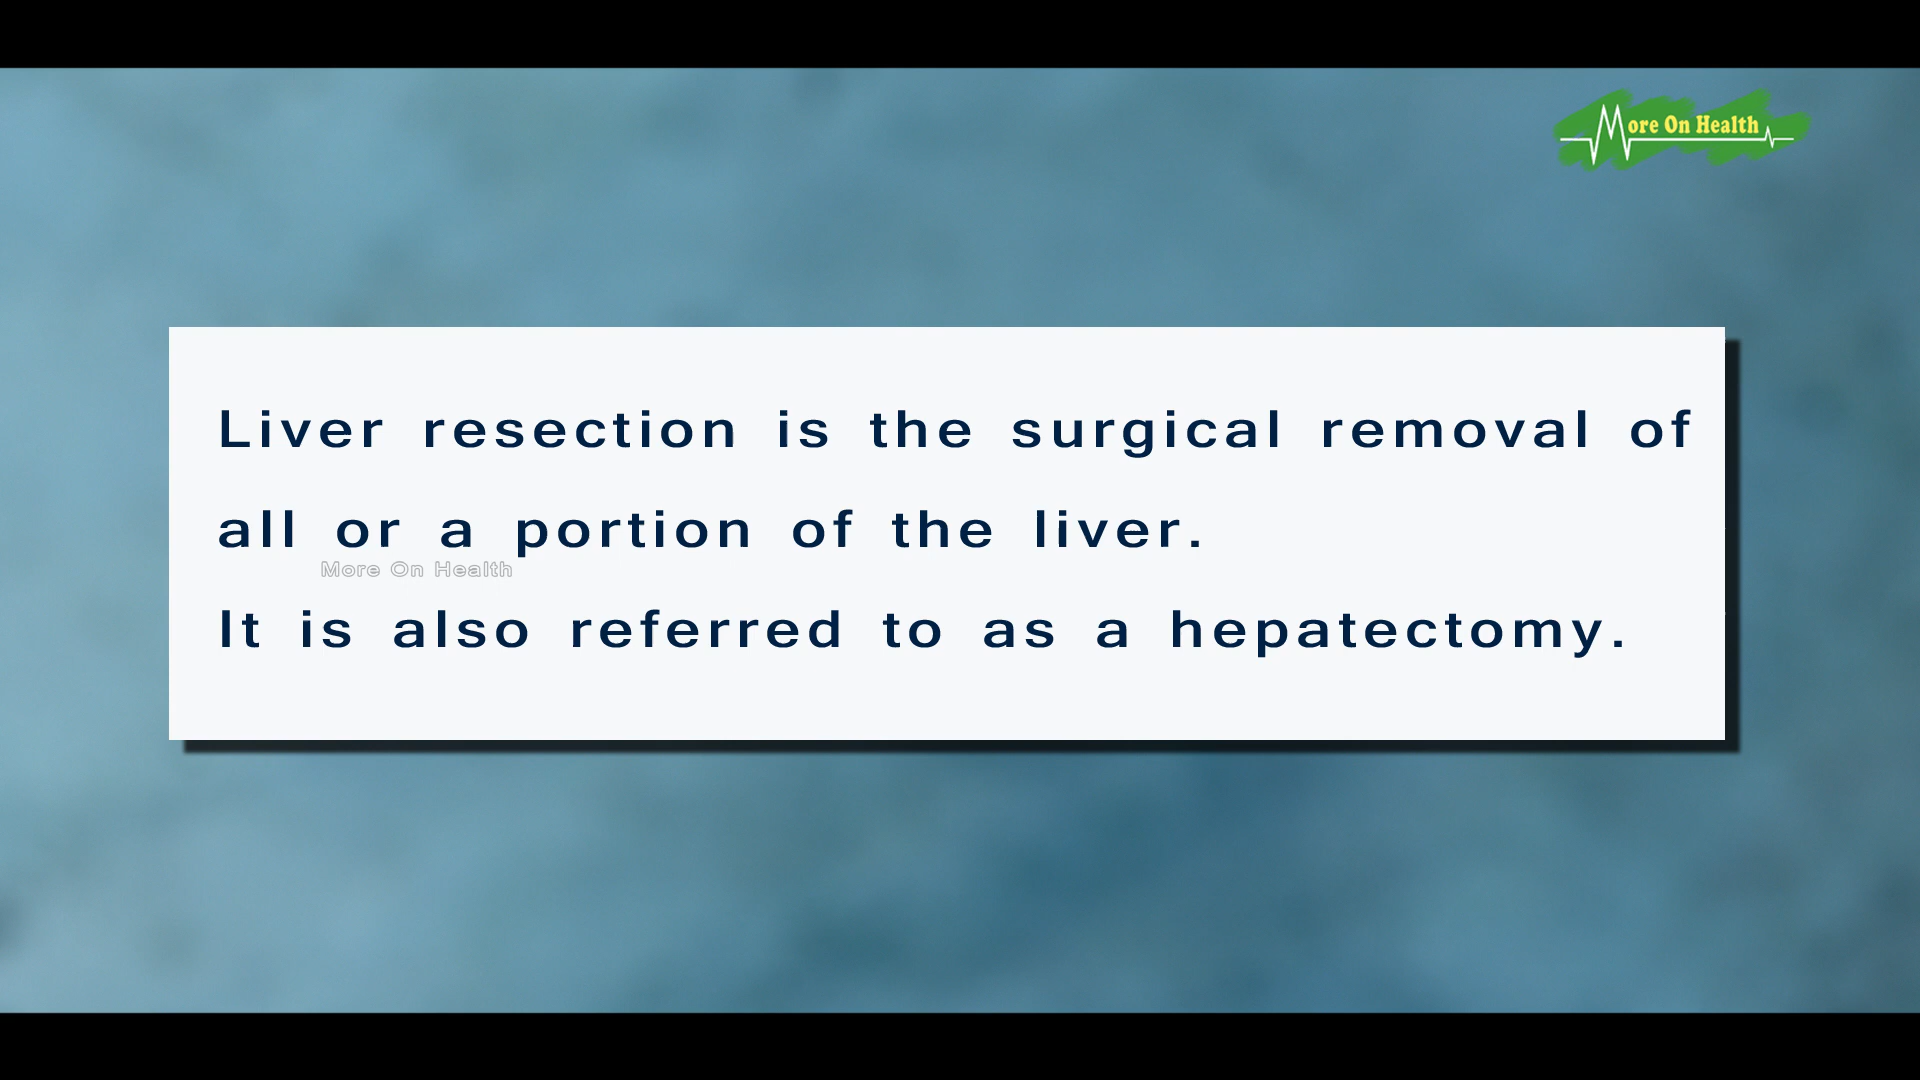 More On Health
Liver resection is the surgical removal of
all or a portion of the liver.
More On Health
It is also referred to as a hepatectomy.